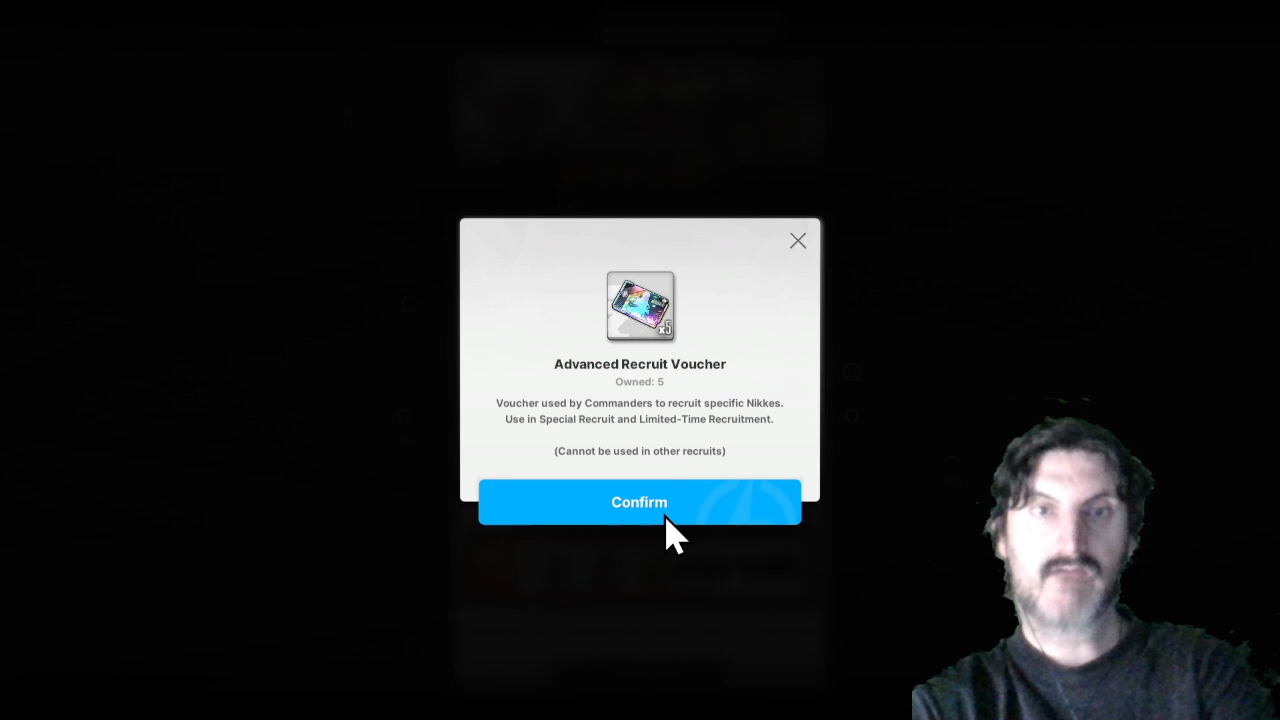 x5
Advanced Recruit Voucher
Owned: 5
Voucher used by Commanders to recruit specific Nikkes.
Use in Special Recruit and Limited-Time Recruitment.
(Cannot be used in other recruits)
Confirm